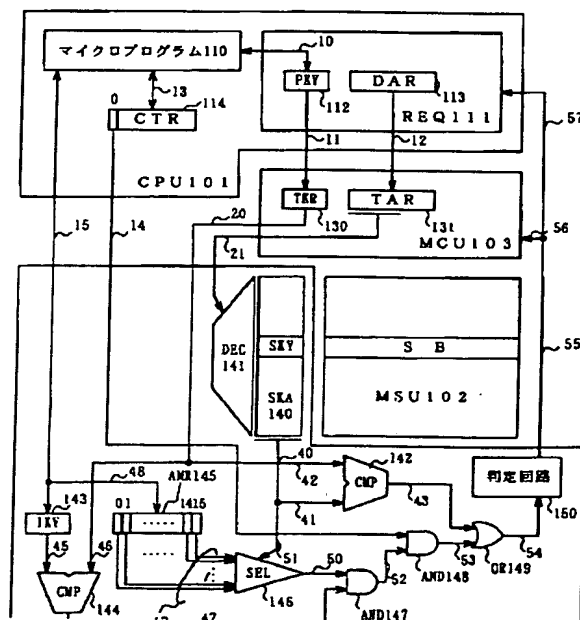 10
マイクロプログラム110
PKY
112
DAR
113
REQ111
13
114
0
CTR
11
12
57
CPU101
15
14
20
TKR
130
TAR
131
MCU103
56
21
DEC
141
SKY
SKA
140
S B
MSU102
55
40
42
142
CMP
43
41
48
AMR145
143
IKY
01
1415
判定回路
150
45
46
51
50
52
53
54
SEL
146
AND148
OR149
CMP
144
47
AND147